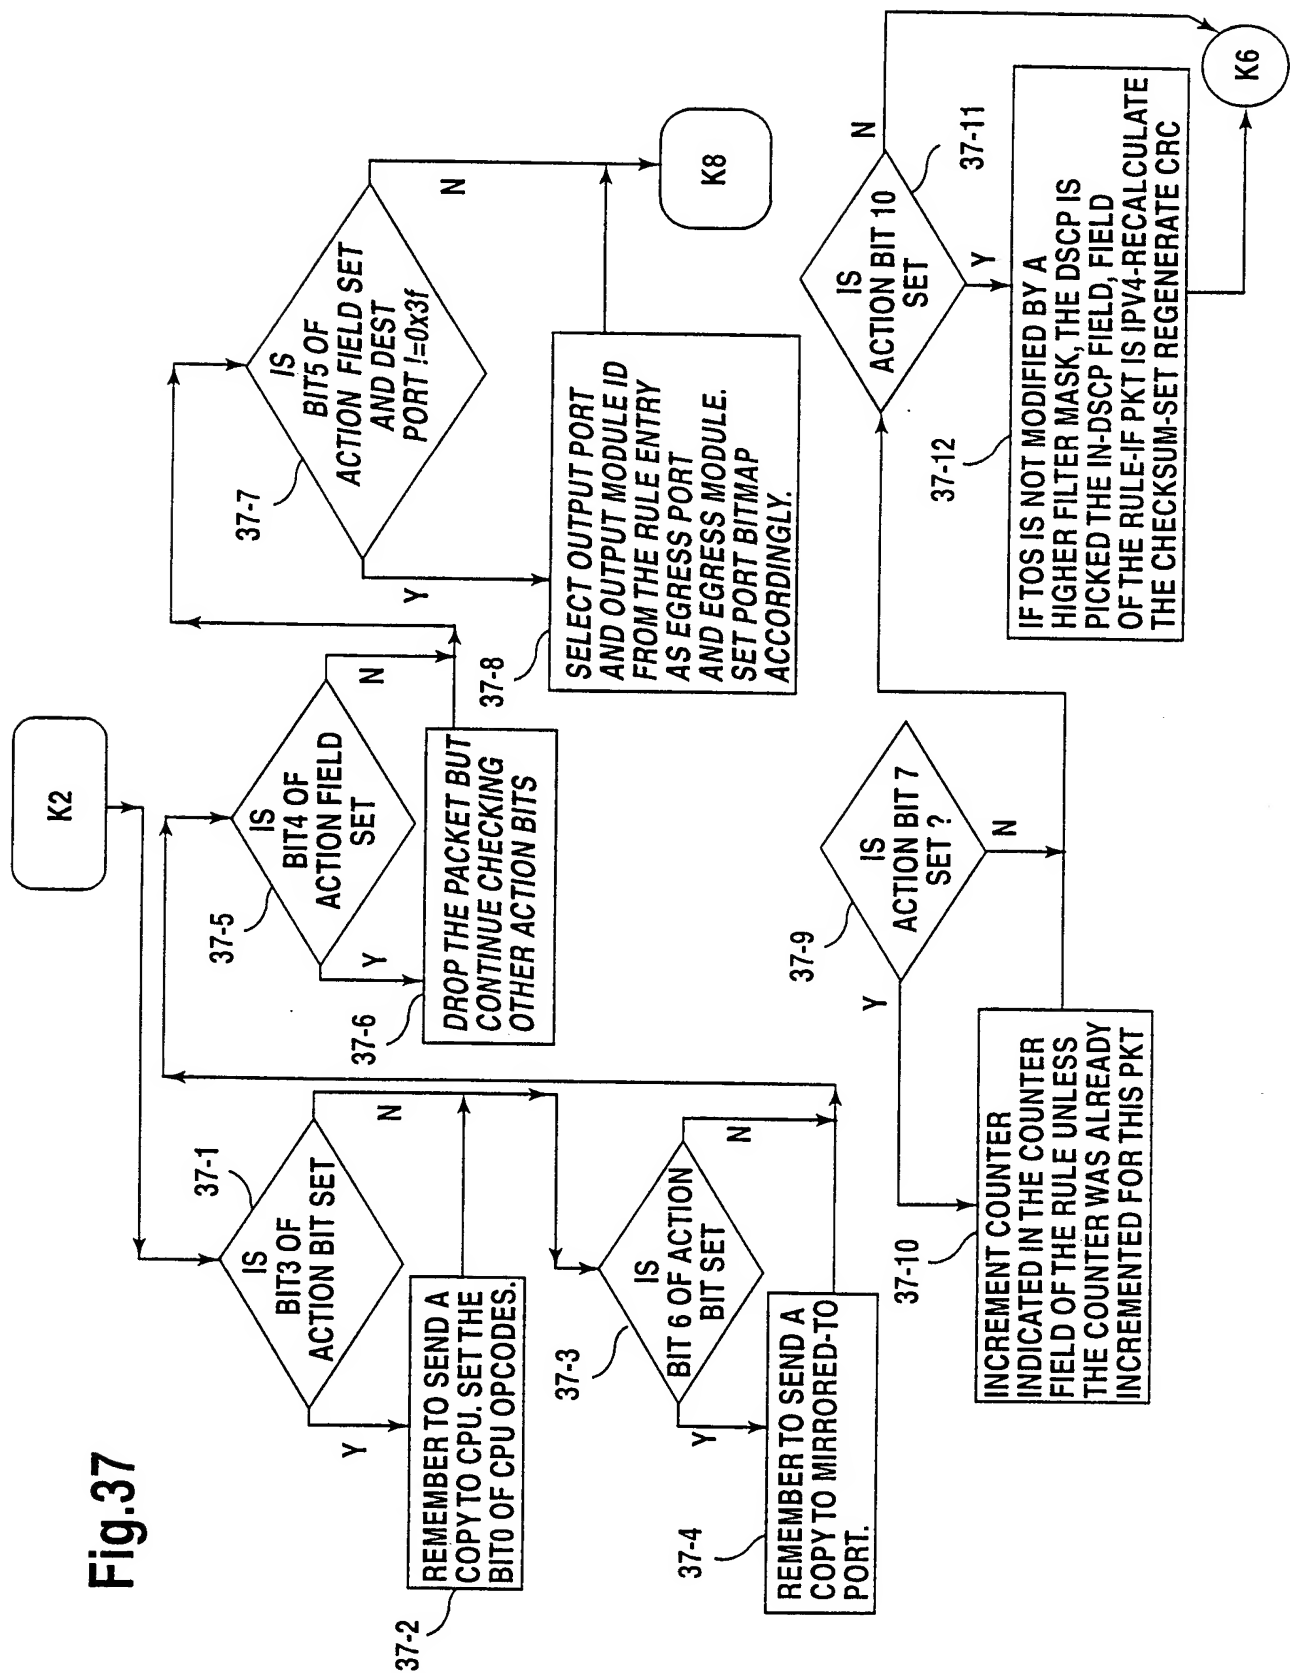 Fig.37
K2
37-1
IS
BIT3 OF
ACTION BIT SET
Y
N
37-2
REMEMBER TO SEND A
COPY TO CPU. SET THE
BIT0 OF CPU OPCODES.
37-3
IS
BIT 6 OF ACTION
BIT SET
Y
N
37-4
REMEMBER TO SEND A
COPY TO MIRRORED-TO
PORT.
37-5
IS
BIT4 OF
ACTION FIELD
SET
Y
N
37-6
DROP THE PACKET BUT
CONTINUE CHECKING
OTHER ACTION BITS
37-7
IS
BIT5 OF
ACTION FIELD SET
AND DEST
PORT !=0x3f
Y
N
37-8
SELECT OUTPUT PORT
AND OUTPUT MODULE ID
FROM THE RULE ENTRY
AS EGRESS PORT
AND EGRESS MODULE.
SET PORT BITMAP
ACCORDINGLY.
K8
37-9
IS
ACTION BIT 7
SET ?
Y
N
37-10
INCREMENT COUNTER
INDICATED IN THE COUNTER
FIELD OF THE RULE UNLESS
THE COUNTER WAS ALREADY
INCREMENTED FOR THIS PKT
IS
ACTION BIT 10
SET
37-11
N
Y
37-12
IF TOS IS NOT MODIFIED BY A
HIGHER FILTER MASK, THE DSCP IS
PICKED THE IN-DSCP FIELD, FIELD
OF THE RULE-IF PKT IS IPV4-RECALCULATE
THE CHECKSUM-SET REGENERATE CRC
K6